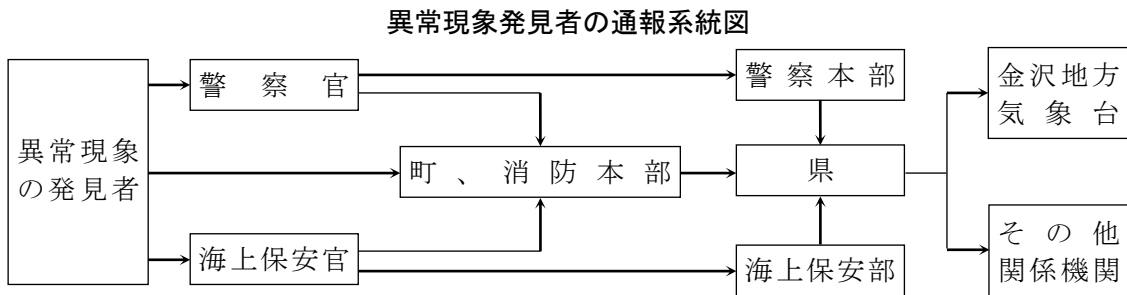 異常現象発見者の通報系統図
異常現象
の発見者
警察官
警察本部
町、消防本部
県
海上保安官
海上保安部
金沢地方
気象台
その他
関係機関